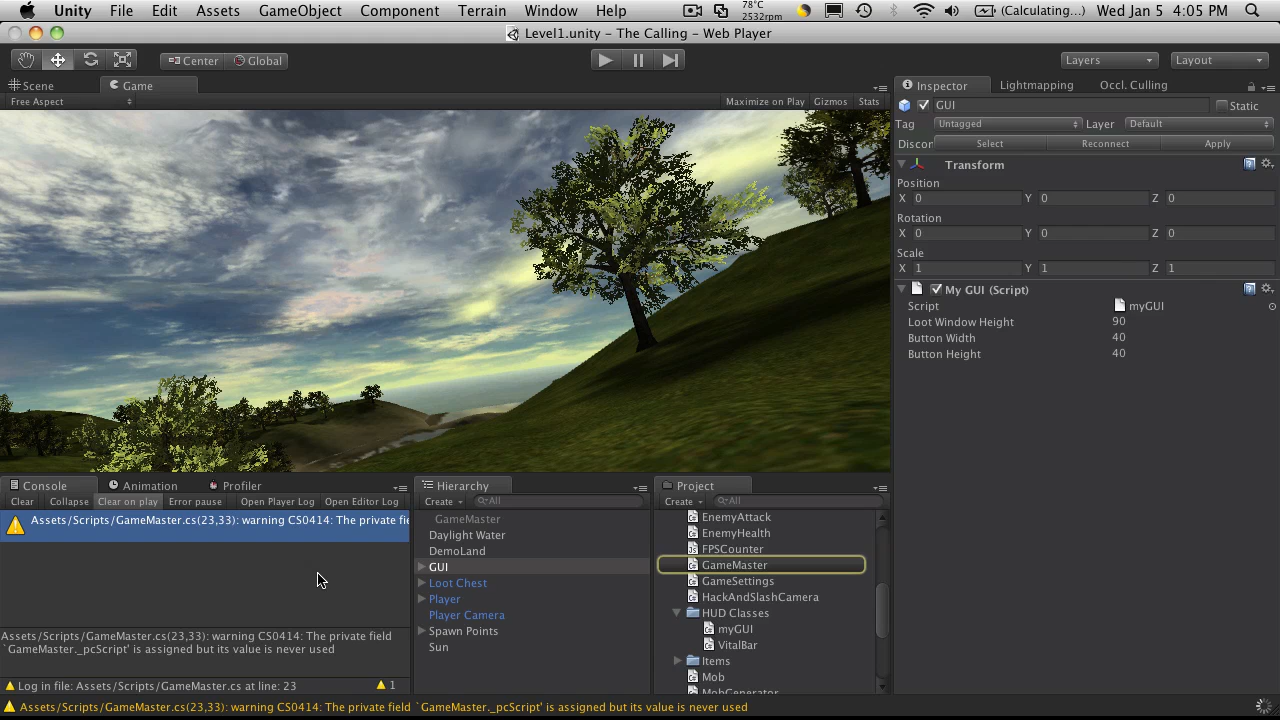 Unity File Edit Assets GameObject Component Terrain Window Help 78°C 2532rpm (Calculating...) Wed Jan 5 4:05 PM
Level1.unity – The Calling – Web Player
Center Global Layers Layout
Scene Game
Free Aspect Maximize on Play Gizmos Stats
Inspector Lightmapping Occl. Culling
GUI Static
Tag Untagged Layer Default
Discor Select Reconnect Apply
Transform
Position
X 0 Y 0 Z 0
Rotation
X 0 Y 0 Z 0
Scale
X 1 Y 1 Z 1
My GUI (Script)
Script myGUI
Loot Window Height 90
Button Width 40
Button Height 40
Console Animation Profiler
Clear Collapse Clear on play Error pause Open Player Log Open Editor Log
Assets/Scripts/GameMaster.cs(23,33): warning CS0414: The private fie
Assets/Scripts/GameMaster.cs(23,33): warning CS0414: The private field
`GameMaster._pcScript' is assigned but its value is never used
Log in file: Assets/Scripts/GameMaster.cs at line: 23 1
Hierarchy
Create All
GameMaster
Daylight Water
DemoLand
GUI
Loot Chest
Player
Player Camera
Spawn Points
Sun
Project
Create All
EnemyAttack
EnemyHealth
FPSCounter
GameMaster
GameSettings
HackAndSlashCamera
HUD Classes
myGUI
VitalBar
Items
Mob
MobGenerator
Assets/Scripts/GameMaster.cs(23,33): warning CS0414: The private field `GameMaster._pcScript' is assigned but its value is never used